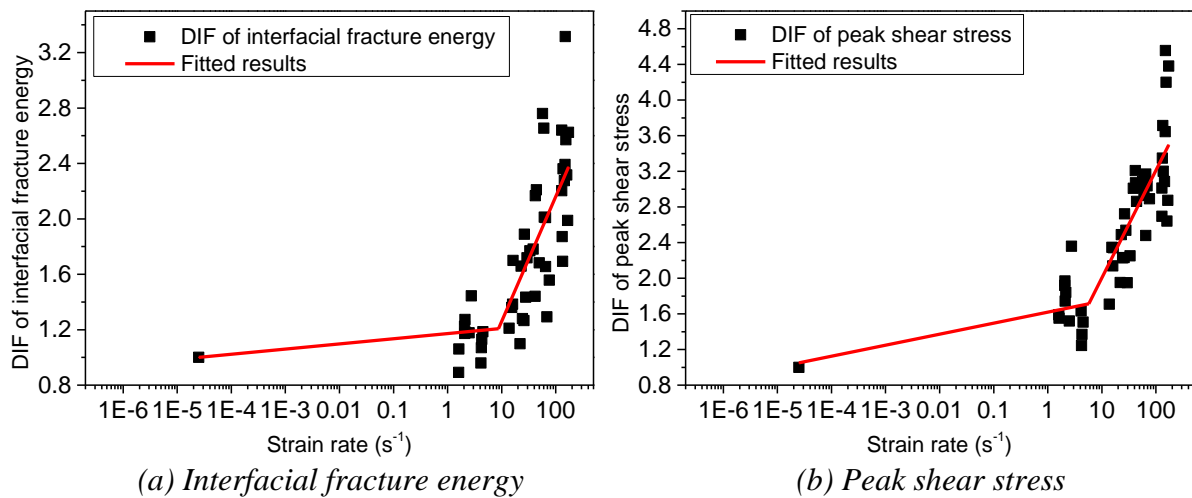 DIF of interfacial fracture energy
3.2
2.8
2.4
2.0
1.6
1.2
0.8
DIF of interfacial fracture energy
Fitted results
1E-6 1E-5 1E-4 1E-3 0.01 0.1 1 10 100
Strain rate (s⁻¹)
(a) Interfacial fracture energy
DIF of peak shear stress
4.8
4.4
4.0
3.6
3.2
2.8
2.4
2.0
1.6
1.2
0.8
DIF of peak shear stress
Fitted results
1E-6 1E-5 1E-4 1E-3 0.01 0.1 1 10 100
Strain rate (s⁻¹)
(b) Peak shear stress